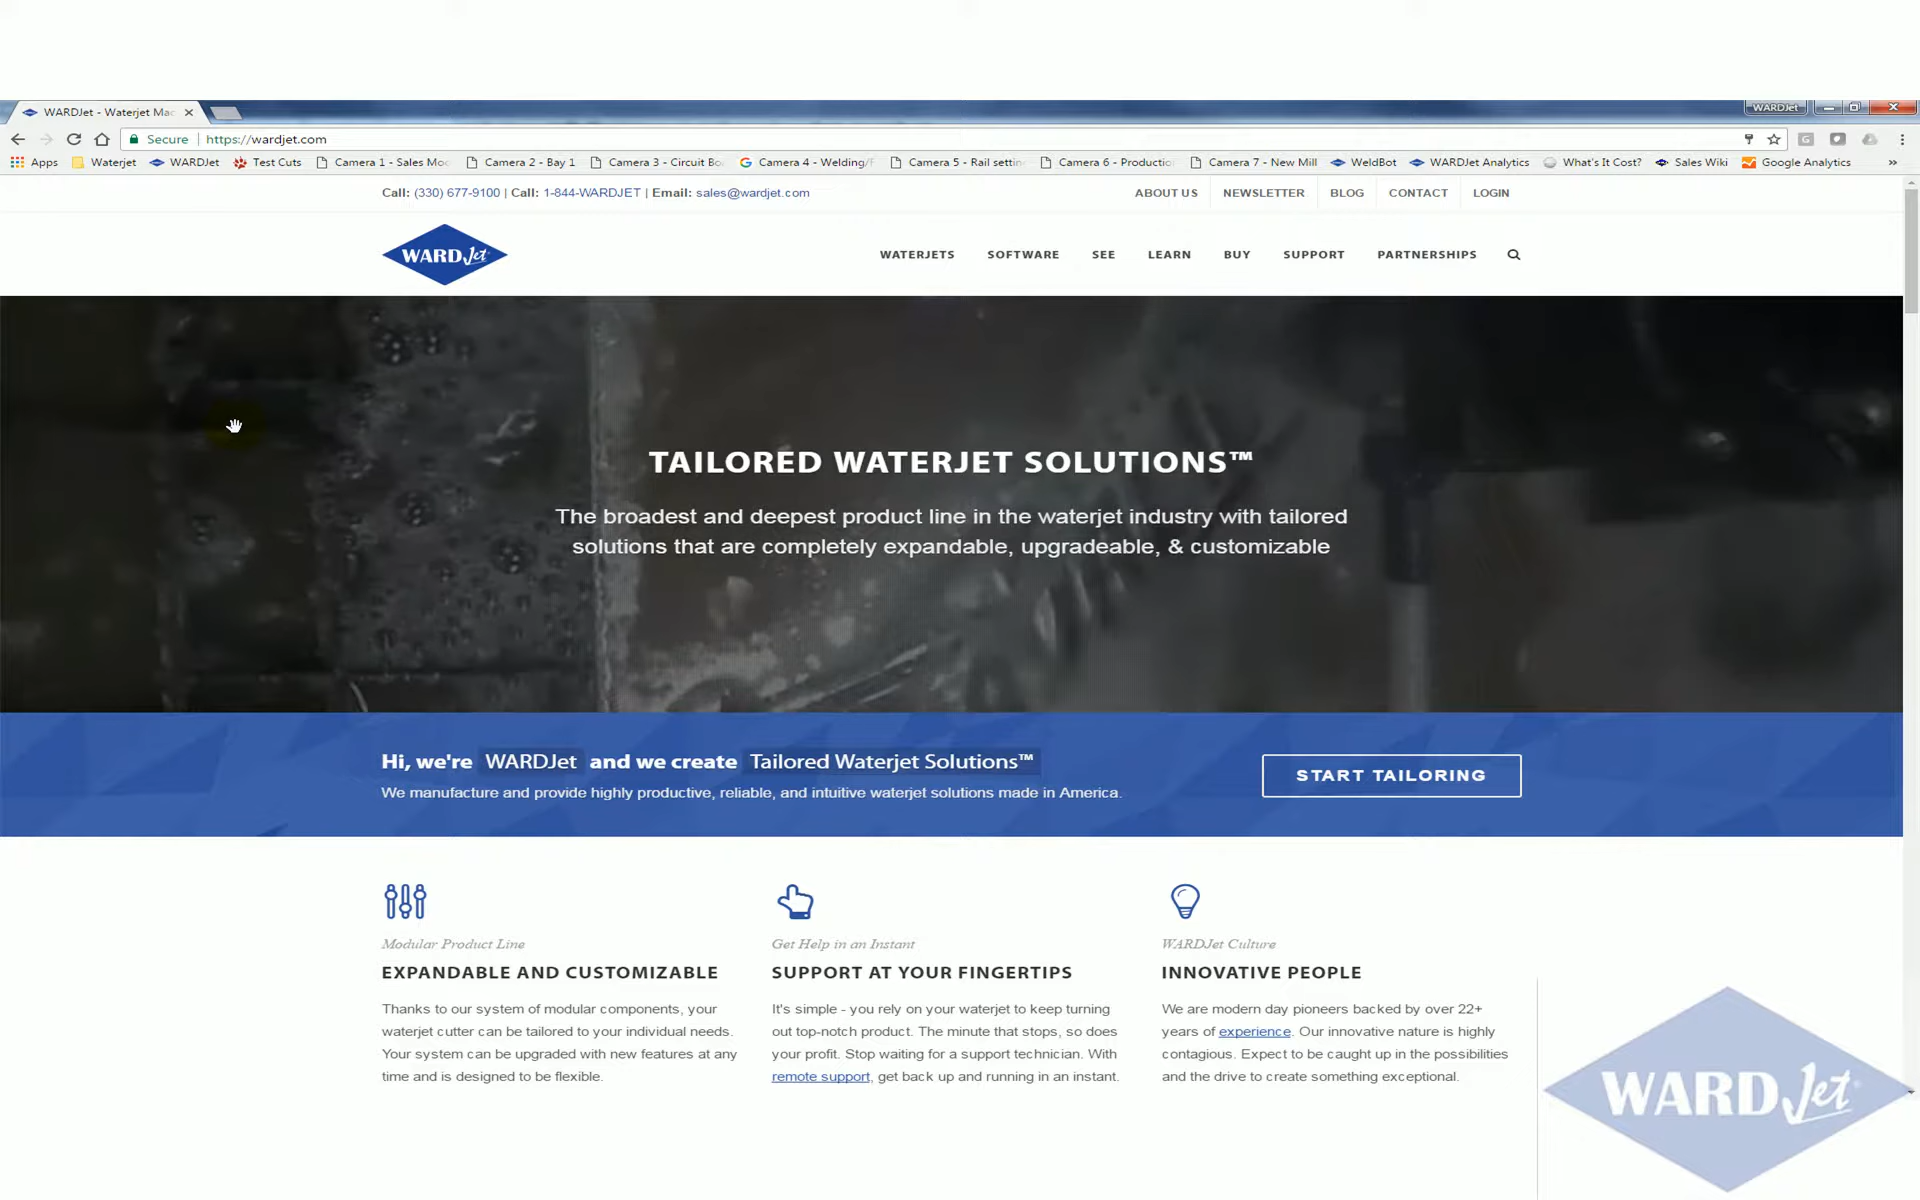 WARDJet - Waterjet Mac
WARDJet
Secure https://wardjet.com
Apps Waterjet WARDJet Test Cuts Camera 1 - Sales Mo Camera 2 - Bay 1 Camera 3 - Circuit Bo Camera 4 - Welding/F Camera 5 - Rail settin Camera 6 - Productio Camera 7 - New Mill WeldBot WARDJet Analytics What's It Cost? Sales Wiki Google Analytics »
Call: (330) 677-9100 | Call: 1-844-WARDJET | Email: sales@wardjet.com ABOUT US NEWSLETTER BLOG CONTACT LOGIN
WARDJet WATERJETS SOFTWARE SEE LEARN BUY SUPPORT PARTNERSHIPS
TAILORED WATERJET SOLUTIONS™
The broadest and deepest product line in the waterjet industry with tailored
solutions that are completely expandable, upgradeable, & customizable
Hi, we're WARDJet and we create Tailored Waterjet Solutions™
We manufacture and provide highly productive, reliable, and intuitive waterjet solutions made in America.
START TAILORING
Modular Product Line
EXPANDABLE AND CUSTOMIZABLE
Thanks to our system of modular components, your
waterjet cutter can be tailored to your individual needs.
Your system can be upgraded with new features at any
time and is designed to be flexible.
Get Help in an Instant
SUPPORT AT YOUR FINGERTIPS
It's simple - you rely on your waterjet to keep turning
out top-notch product. The minute that stops, so does
your profit. Stop waiting for a support technician. With
remote support, get back up and running in an instant.
WARDJet Culture
INNOVATIVE PEOPLE
We are modern day pioneers backed by over 22+
years of experience. Our innovative nature is highly
contagious. Expect to be caught up in the possibilities
and the drive to create something exceptional.
WARDJet